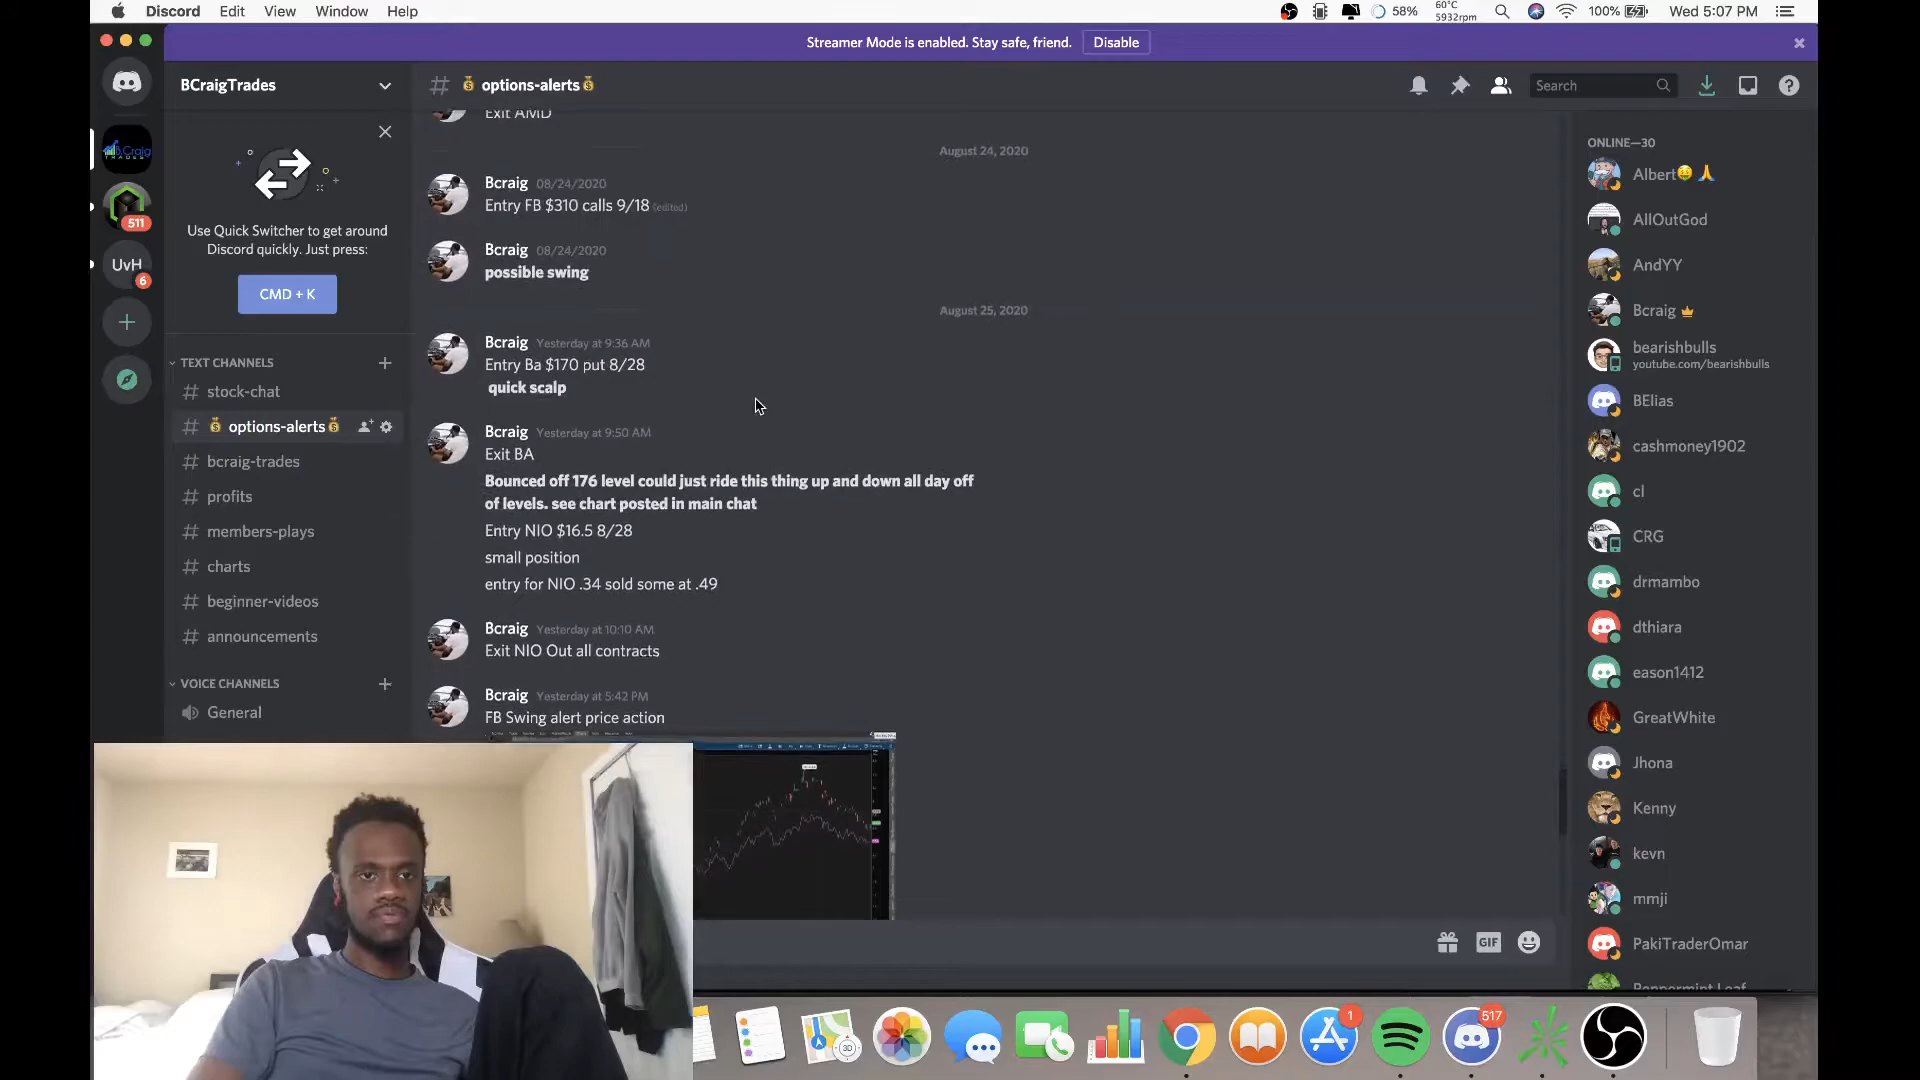 Discord Edit View Window Help
58% 60°C 5932rpm 100% Wed 5:07 PM
Streamer Mode is enabled. Stay safe, friend. Disable
BCraigTrades
# 💰options-alerts💰
Search
Exit AMD
August 24, 2020
Bcraig 08/24/2020
Entry FB $310 calls 9/18 (edited)
Bcraig 08/24/2020
possible swing
August 25, 2020
Bcraig Yesterday at 9:36 AM
Entry Ba $170 put 8/28
quick scalp
Bcraig Yesterday at 9:50 AM
Exit BA
Bounced off 176 level could just ride this thing up and down all day off
of levels. see chart posted in main chat
Entry NIO $16.5 8/28
small position
entry for NIO .34 sold some at .49
Bcraig Yesterday at 10:10 AM
Exit NIO Out all contracts
Bcraig Yesterday at 5:42 PM
FB Swing alert price action
B.Craig
TRADES
511
UvH
6
Use Quick Switcher to get around
Discord quickly. Just press:
CMD + K
TEXT CHANNELS
# stock-chat
# 💰options-alerts💰
# bcraig-trades
# profits
# members-plays
# charts
# beginner-videos
# announcements
VOICE CHANNELS
General
ONLINE—30
Albert🤑🙏
AllOutGod
AndYY
Bcraig
bearishbulls
youtube.com/bearishbulls
BElias
cashmoney1902
cl
CRG
drmambo
dthiara
eason1412
GreatWhite
Jhona
Kenny
kevn
mmji
PakiTraderOmar
Peppermint Leaf
GIF
3D
1
517